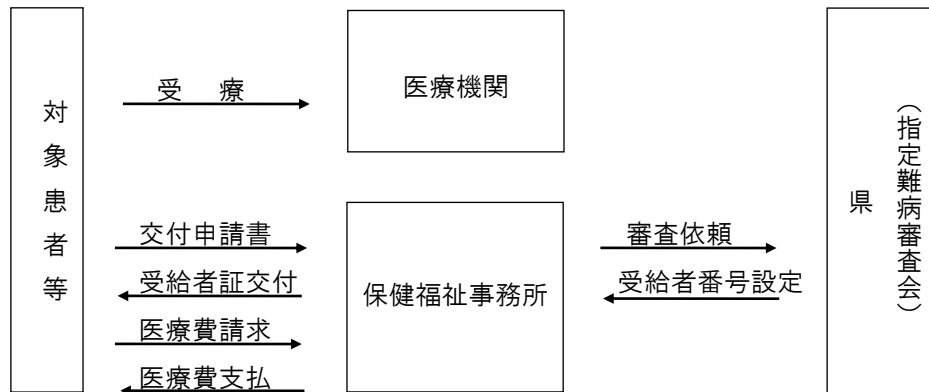 対象患者等
受　療
医療機関
交付申請書
受給者証交付
医療費請求
医療費支払
保健福祉事務所
審査依頼
受給者番号設定
県
（指定難病審査会）